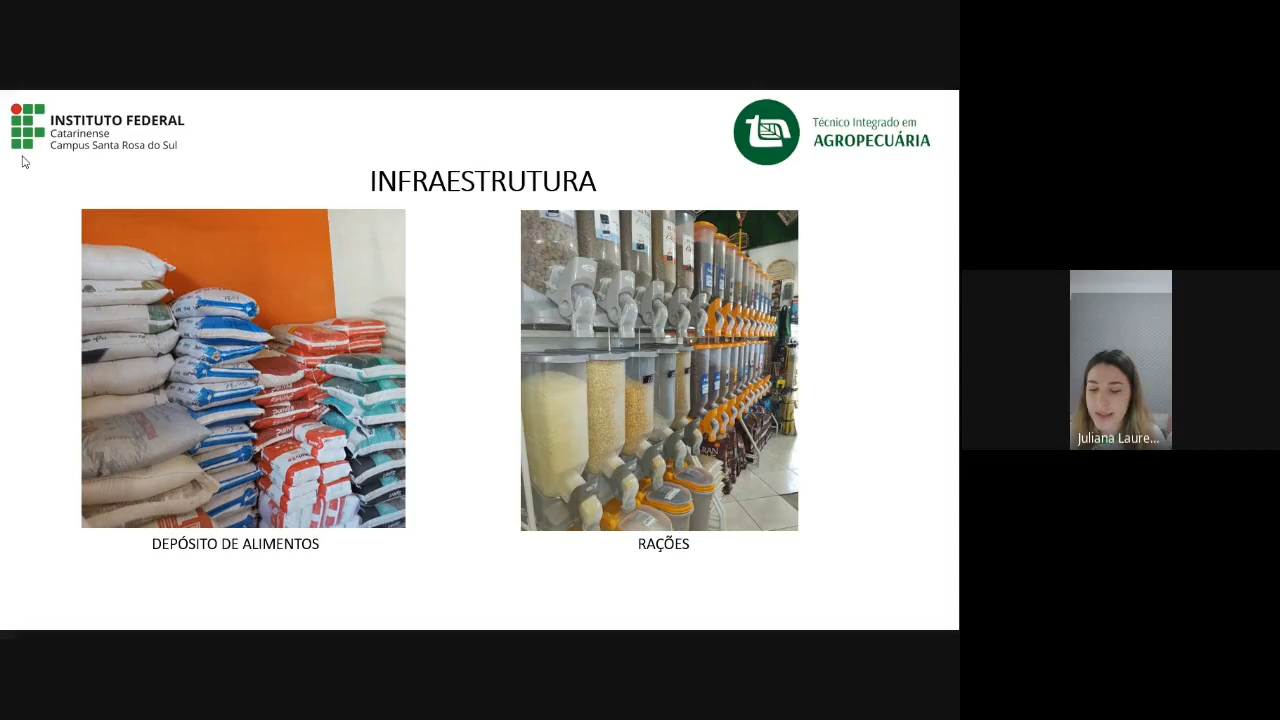 INSTITUTO FEDERAL
Catarinense
Campus Santa Rosa do Sul
Técnico Integrado em
AGROPECUÁRIA
INFRAESTRUTURA
DEPÓSITO DE ALIMENTOS
RAÇÕES
Juliana Laure...